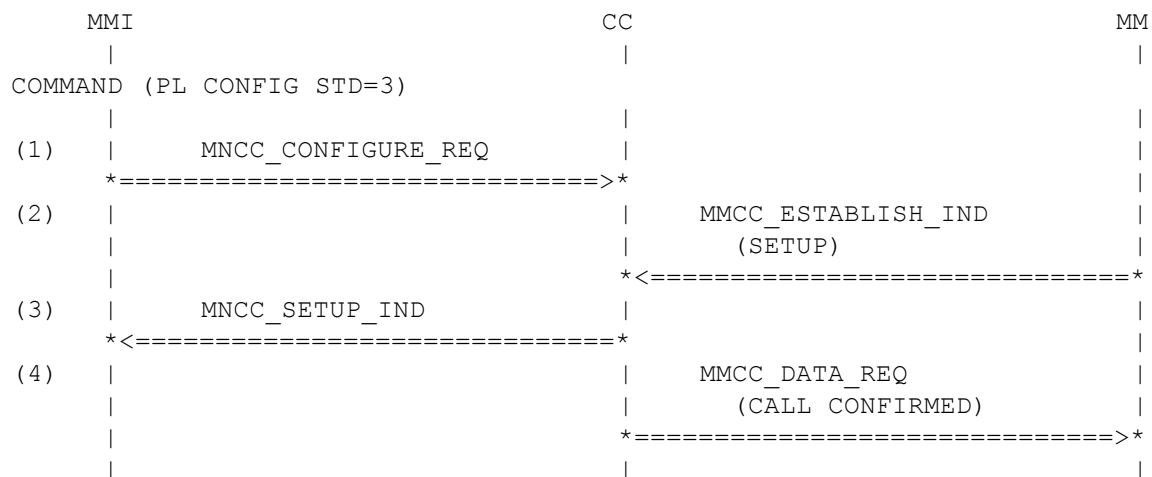 MMI CC MM
| | |
COMMAND (PL CONFIG STD=3)
| | |
(1) | MNCC_CONFIGURE_REQ | |
*==============================>* |
(2) | | MMCC_ESTABLISH_IND |
| | (SETUP) |
| *<==============================*
(3) | MNCC_SETUP_IND | |
*<==============================* |
(4) | | MMCC_DATA_REQ |
| | (CALL CONFIRMED) |
| *==============================>*
| | |